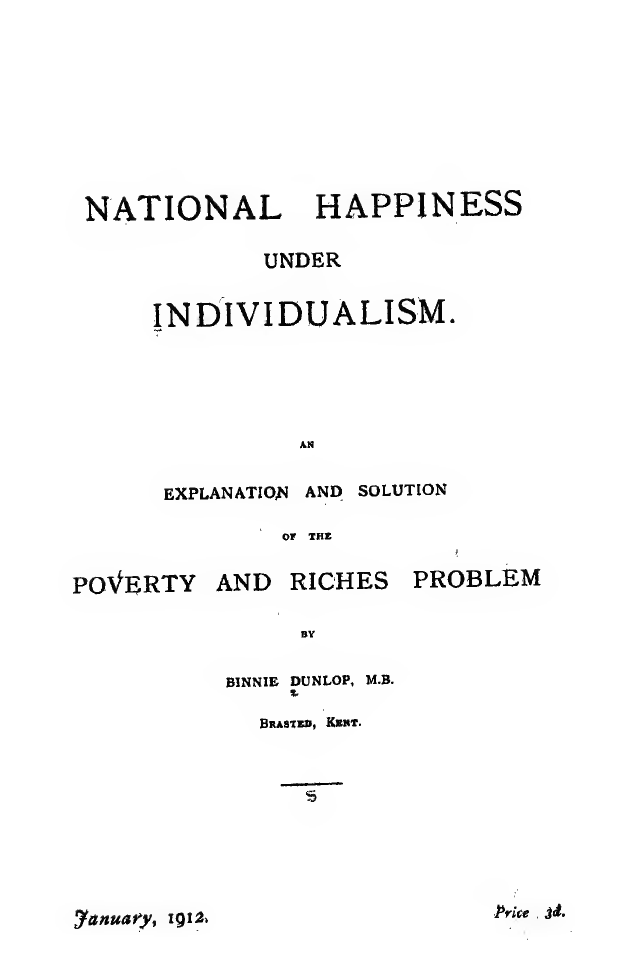 NATIONAL HAPPINESS
UNDER
INDIVIDUALISM.
AN
EXPLANATION AND SOLUTION
OF THE
POVERTY AND RICHES PROBLEM
BY
BINNIE DUNLOP, M.B.
BRASTED, KENT.
S
January, 1912.
Price 3d.